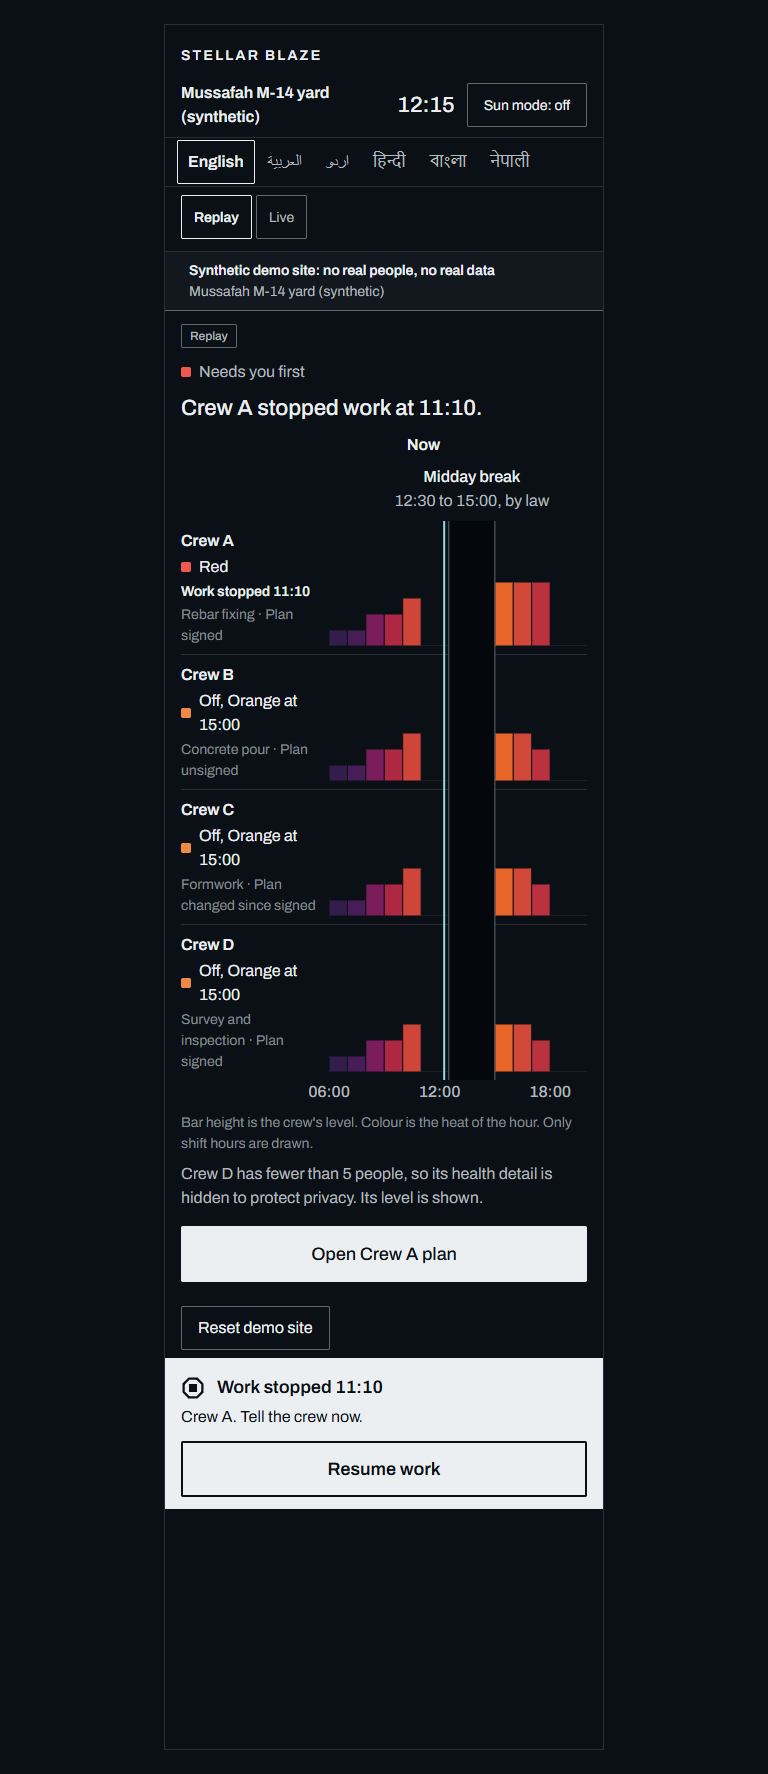 STELLAR BLAZE
Mussafah M-14 yard
(synthetic)
12:15
Sun mode: off
English
العربية
اردو
हिन्दी
বাংলা
नेपाली
Replay
Live
Synthetic demo site: no real people, no real data
Mussafah M-14 yard (synthetic)
Replay
Needs you first
Crew A stopped work at 11:10.
Now
Midday break
12:30 to 15:00, by law
Crew A
Red
Work stopped 11:10
Rebar fixing · Plan
signed
Crew B
Off, Orange at
15:00
Concrete pour · Plan
unsigned
Crew C
Off, Orange at
15:00
Formwork · Plan
changed since signed
Crew D
Off, Orange at
15:00
Survey and
inspection · Plan
signed
06:00
12:00
18:00
Bar height is the crew's level. Colour is the heat of the hour. Only
shift hours are drawn.
Crew D has fewer than 5 people, so its health detail is
hidden to protect privacy. Its level is shown.
Open Crew A plan
Reset demo site
Work stopped 11:10
Crew A. Tell the crew now.
Resume work